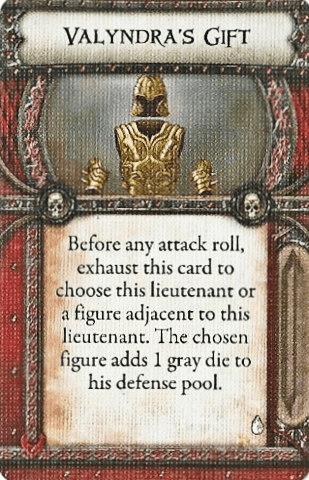 Valyndra's Gift
Before any attack roll,
exhaust this card to
choose this lieutenant or
a figure adjacent to this
lieutenant. The chosen
figure adds 1 gray die to
his defense pool.